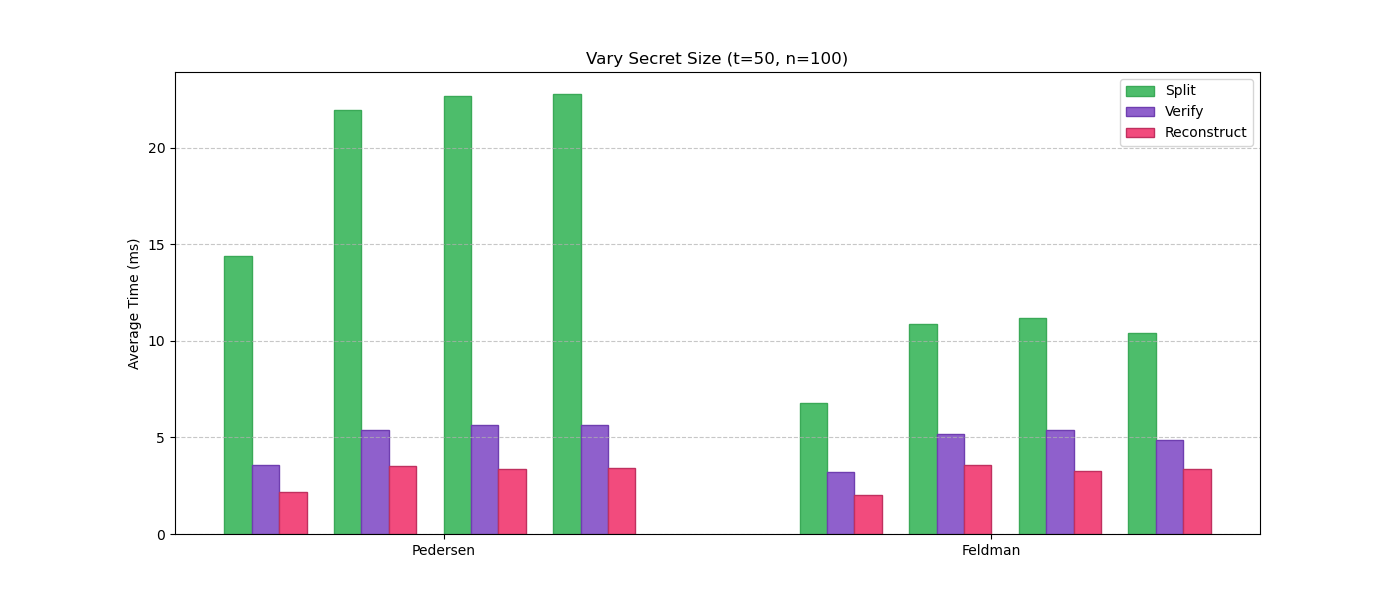 Vary Secret Size (t=50, n=100)
Split
Verify
Reconstruct
Average Time (ms)
20
15
10
5
0
Pedersen
Feldman